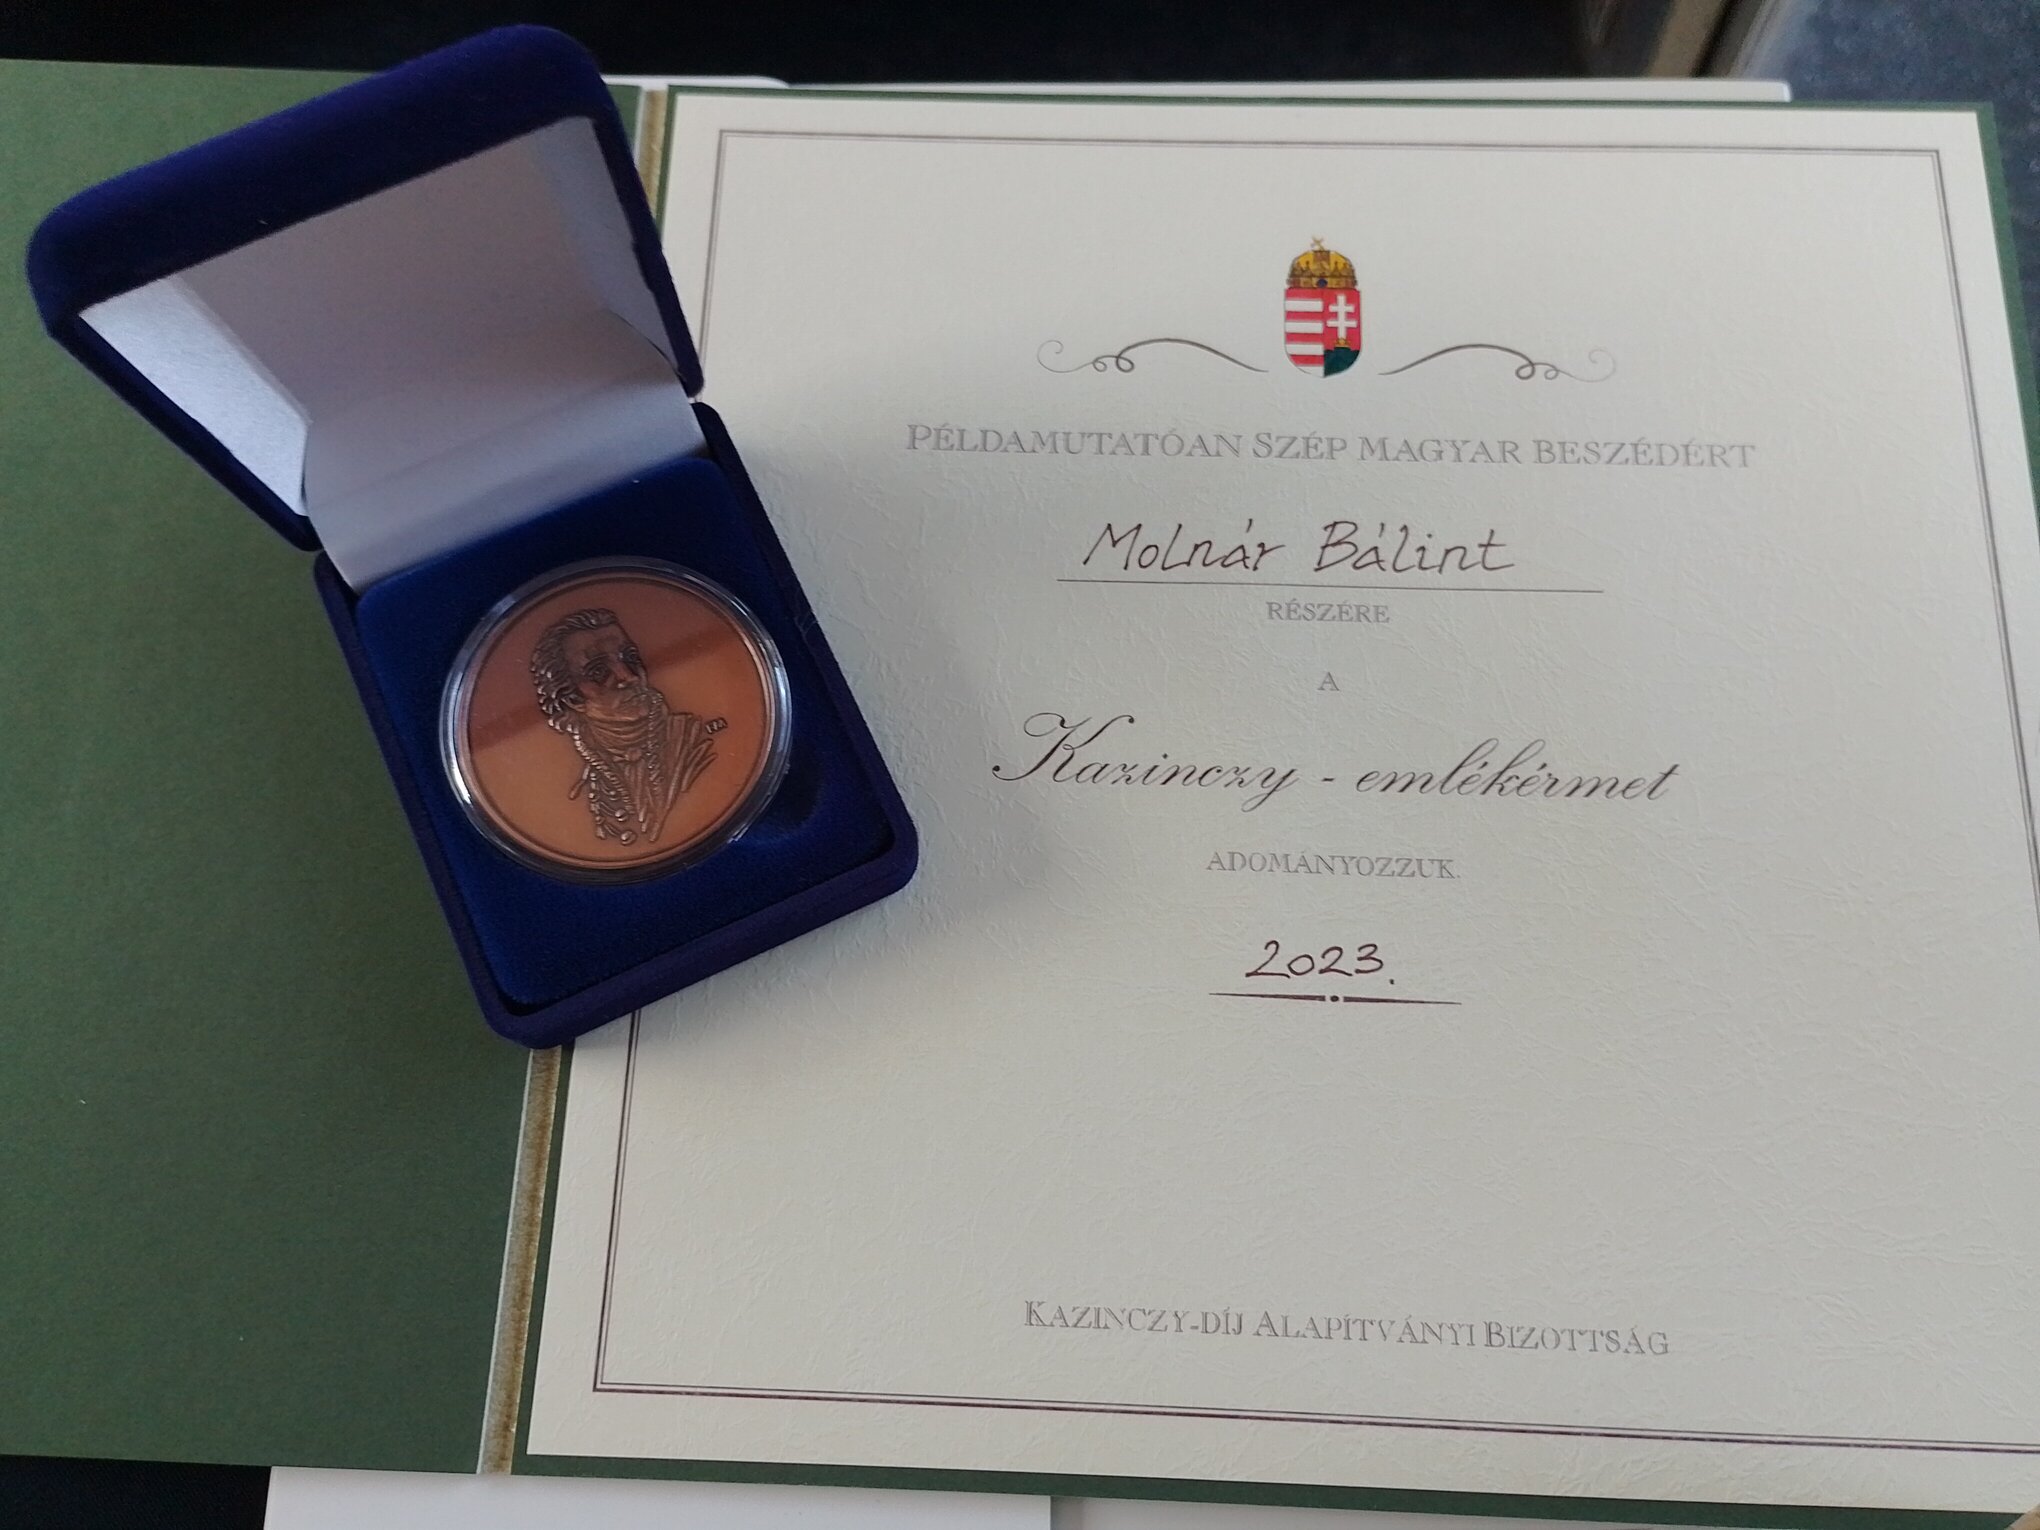 PÉLDAMUTATÓAN SZÉP MAGYAR BESZÉDÉRT
Molnár Bálint
RÉSZÉRE
A
Kazinczy - emlékérmet
ADOMÁNYOZZUK.
2023.
KAZINCZY-DÍJ ALAPÍTVÁNYI BIZOTTSÁG